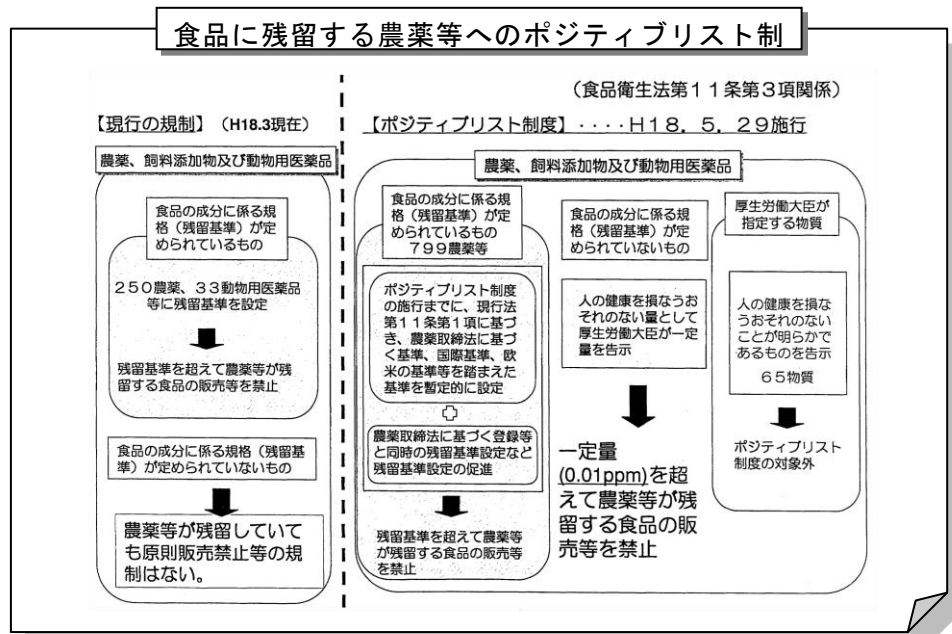 食品に残留する農薬等へのポジティブリスト制
(食品衛生法第11条第3項関係)
【現行の規制】(H18.3現在)
農薬、飼料添加物及び動物用医薬品
食品の成分に係る規
格(残留基準)が定
められているもの
250農薬、33動物用医薬品
等に残留基準を設定
残留基準を超えて農薬等が残
留する食品の販売等を禁止
食品の成分に係る規格(残留基
準)が定められていないもの
農薬等が残留していて
も原則販売禁止等の規
制はない。
【ポジティブリスト制度】‥‥H18.5.29施行
農薬、飼料添加物及び動物用医薬品
食品の成分に係る規
格(残留基準)が定
められているもの
799農薬等
ポジティブリスト制度
の施行までに、現行法
第11条第1項に基づ
き、農薬取締法に基づ
く基準、国際基準、欧
米の基準等を踏まえた
基準を暫定的に設定
農薬取締法に基づく登録等
と同時の残留基準設定など
残留基準設定の促進
残留基準を超えて農薬等
が残留する食品の販売等
を禁止
食品の成分に係る規
格(残留基準)が定
められていないもの
人の健康を損なうお
それのない量として
厚生労働大臣が一定
量を告示
一定量
(0.01ppm)を超
えて農薬等が残
留する食品の販
売等を禁止
厚生労働大臣が
指定する物質
人の健康を損な
うおそれのない
ことが明らかで
あるものを告示
65物質
ポジティブリスト
制度の対象外